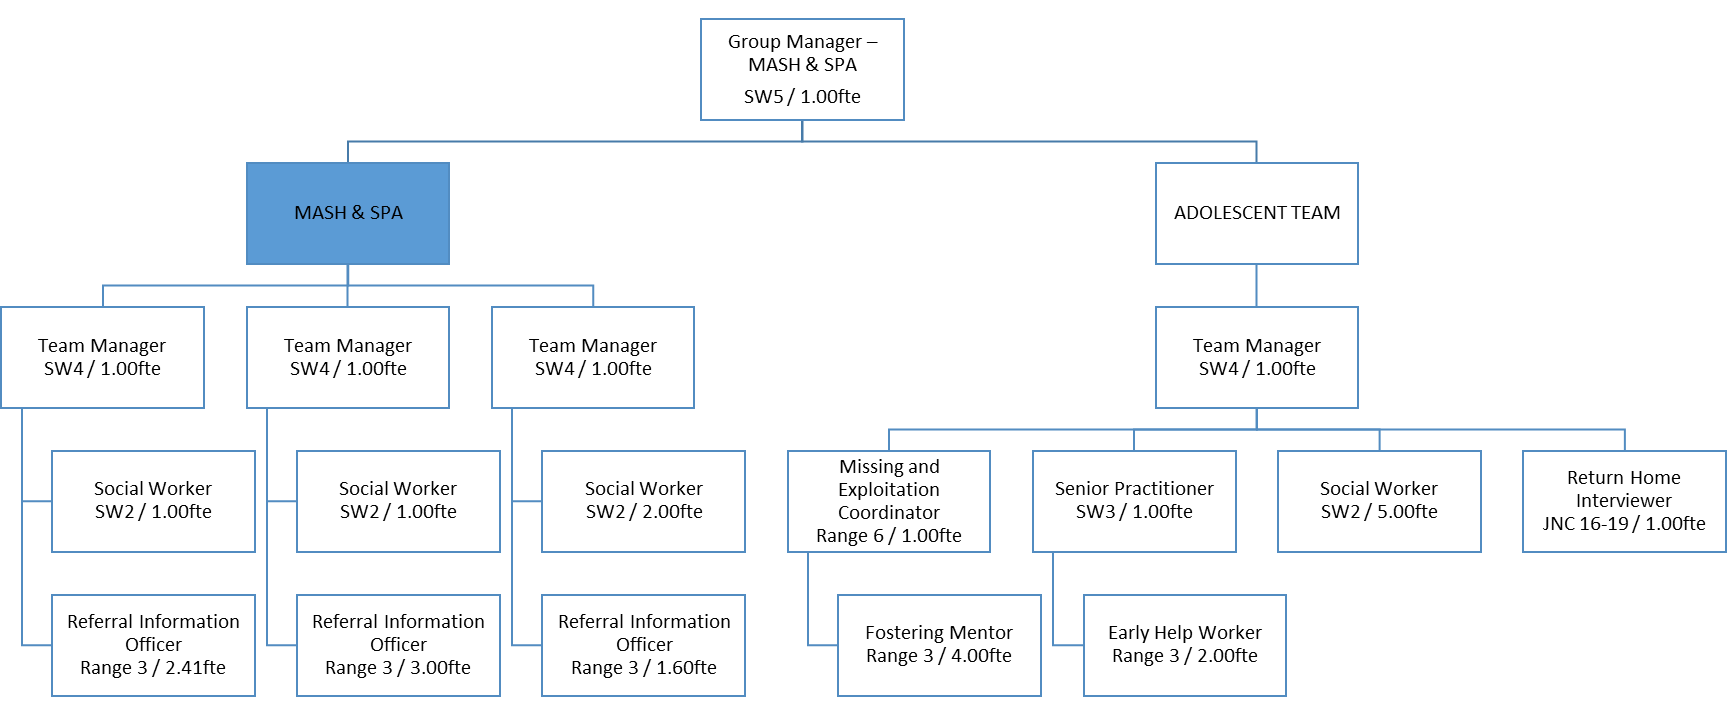 Group Manager –
MASH & SPA
SW5 / 1.00fte
MASH & SPA
ADOLESCENT TEAM
Team Manager
SW4 / 1.00fte
Team Manager
SW4 / 1.00fte
Team Manager
SW4 / 1.00fte
Team Manager
SW4 / 1.00fte
Social Worker
SW2 / 1.00fte
Social Worker
SW2 / 1.00fte
Social Worker
SW2 / 2.00fte
Missing and
Exploitation
Coordinator
Range 6 / 1.00fte
Senior Practitioner
SW3 / 1.00fte
Social Worker
SW2 / 5.00fte
Return Home
Interviewer
JNC 16-19 / 1.00fte
Referral Information
Officer
Range 3 / 2.41fte
Referral Information
Officer
Range 3 / 3.00fte
Referral Information
Officer
Range 3 / 1.60fte
Fostering Mentor
Range 3 / 4.00fte
Early Help Worker
Range 3 / 2.00fte